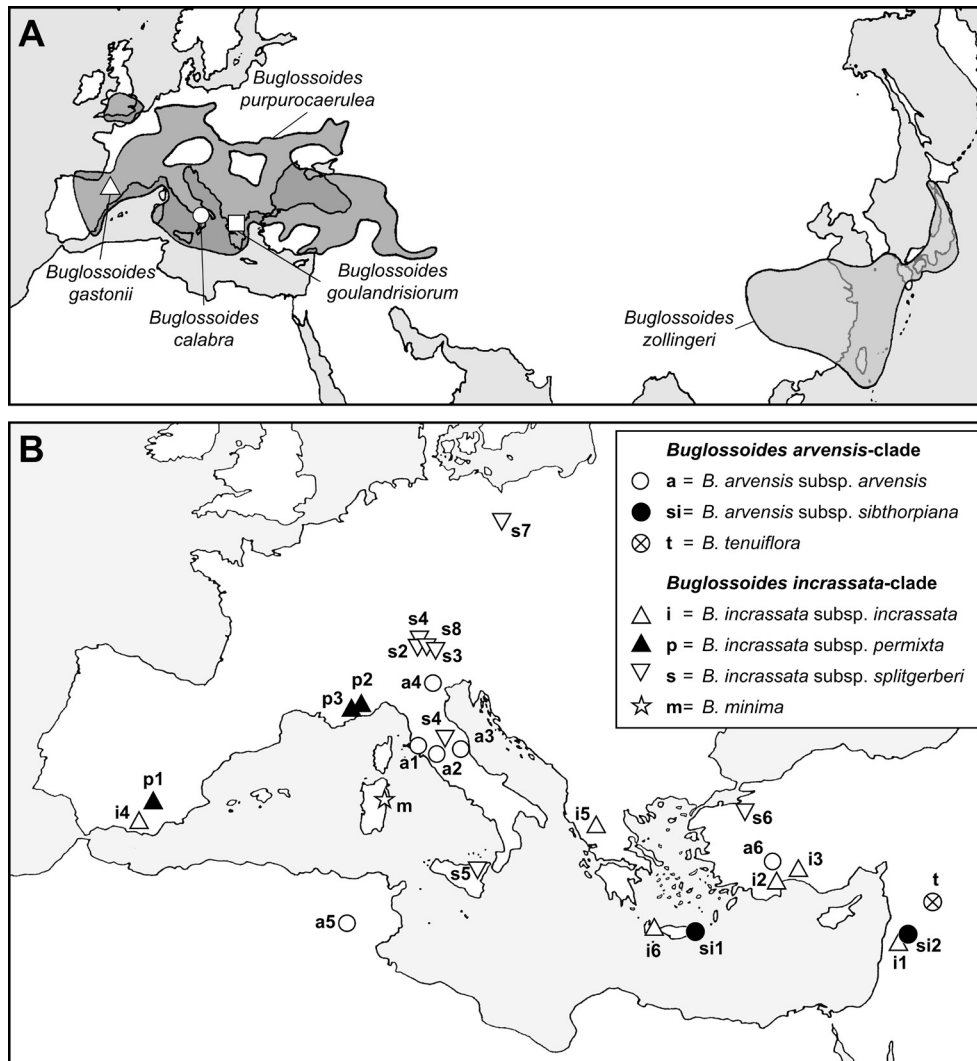 A
Buglossoides
purpurocaerulea
Buglossoides
gastonii
Buglossoides
calabra
Buglossoides
goulandrisiorum
Buglossoides
zollingeri
B
Buglossoides arvensis-clade
a = B. arvensis subsp. arvensis
si= B. arvensis subsp. sibthorpiana
t = B. tenuiflora
Buglossoides incrassata-clade
i = B. incrassata subsp. incrassata
p = B. incrassata subsp. permixta
s = B. incrassata subsp. splitgerberi
m= B. minima
s7
s4
s8
s2
s3
a4
p2
p3
s4
a3
a1
a2
p1
i4
m
i5
s6
a6
i3
i2
s5
t
a5
i6
si1
i1
si2